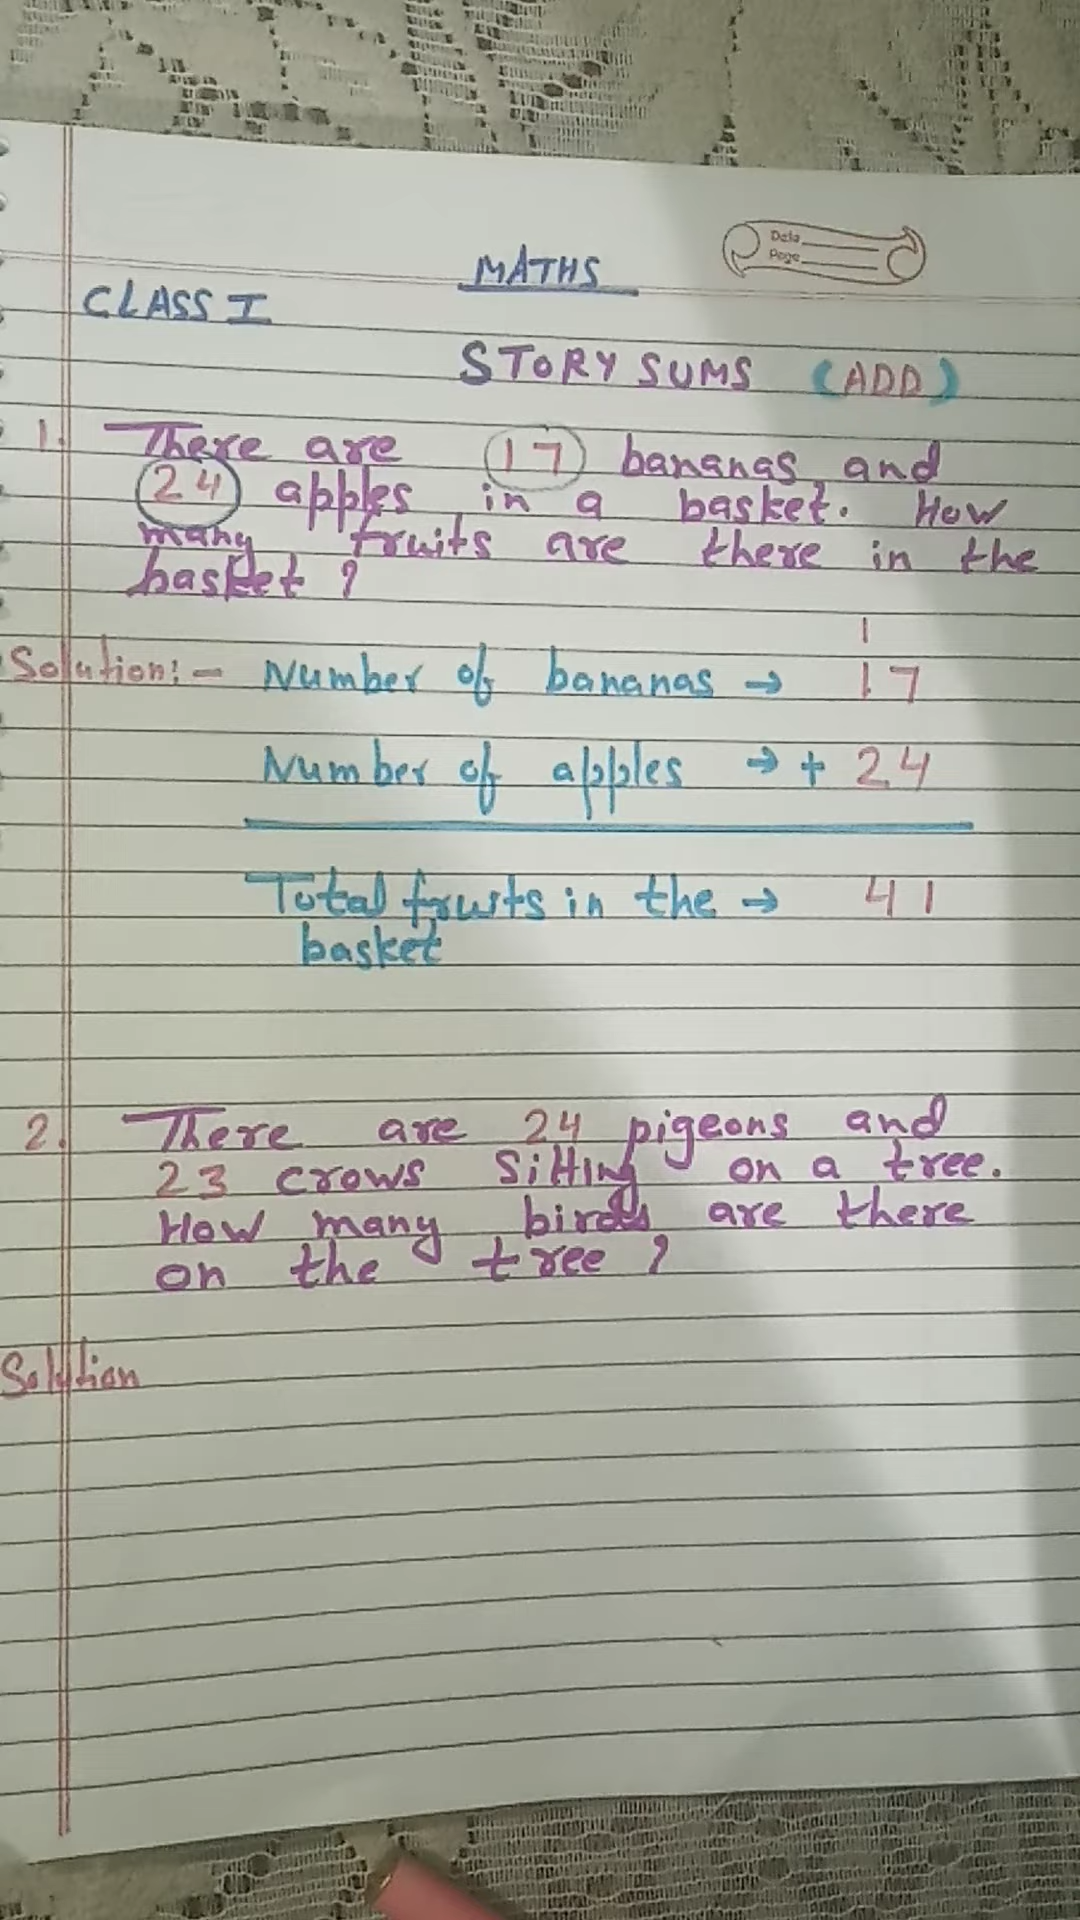 Date
Page
MATHS
CLASS I
STORY SUMS (ADD)
1. There are 17 bananas and
24 apples in a basket. How
many fruits are there in the
basket ?
1
Solution:- Number of bananas → 17
Number of apples → + 24
Total fruits in the → 41
basket
2. There are 24 pigeons and
23 crows sitting on a tree.
How many birds are there
on the tree ?
Solution